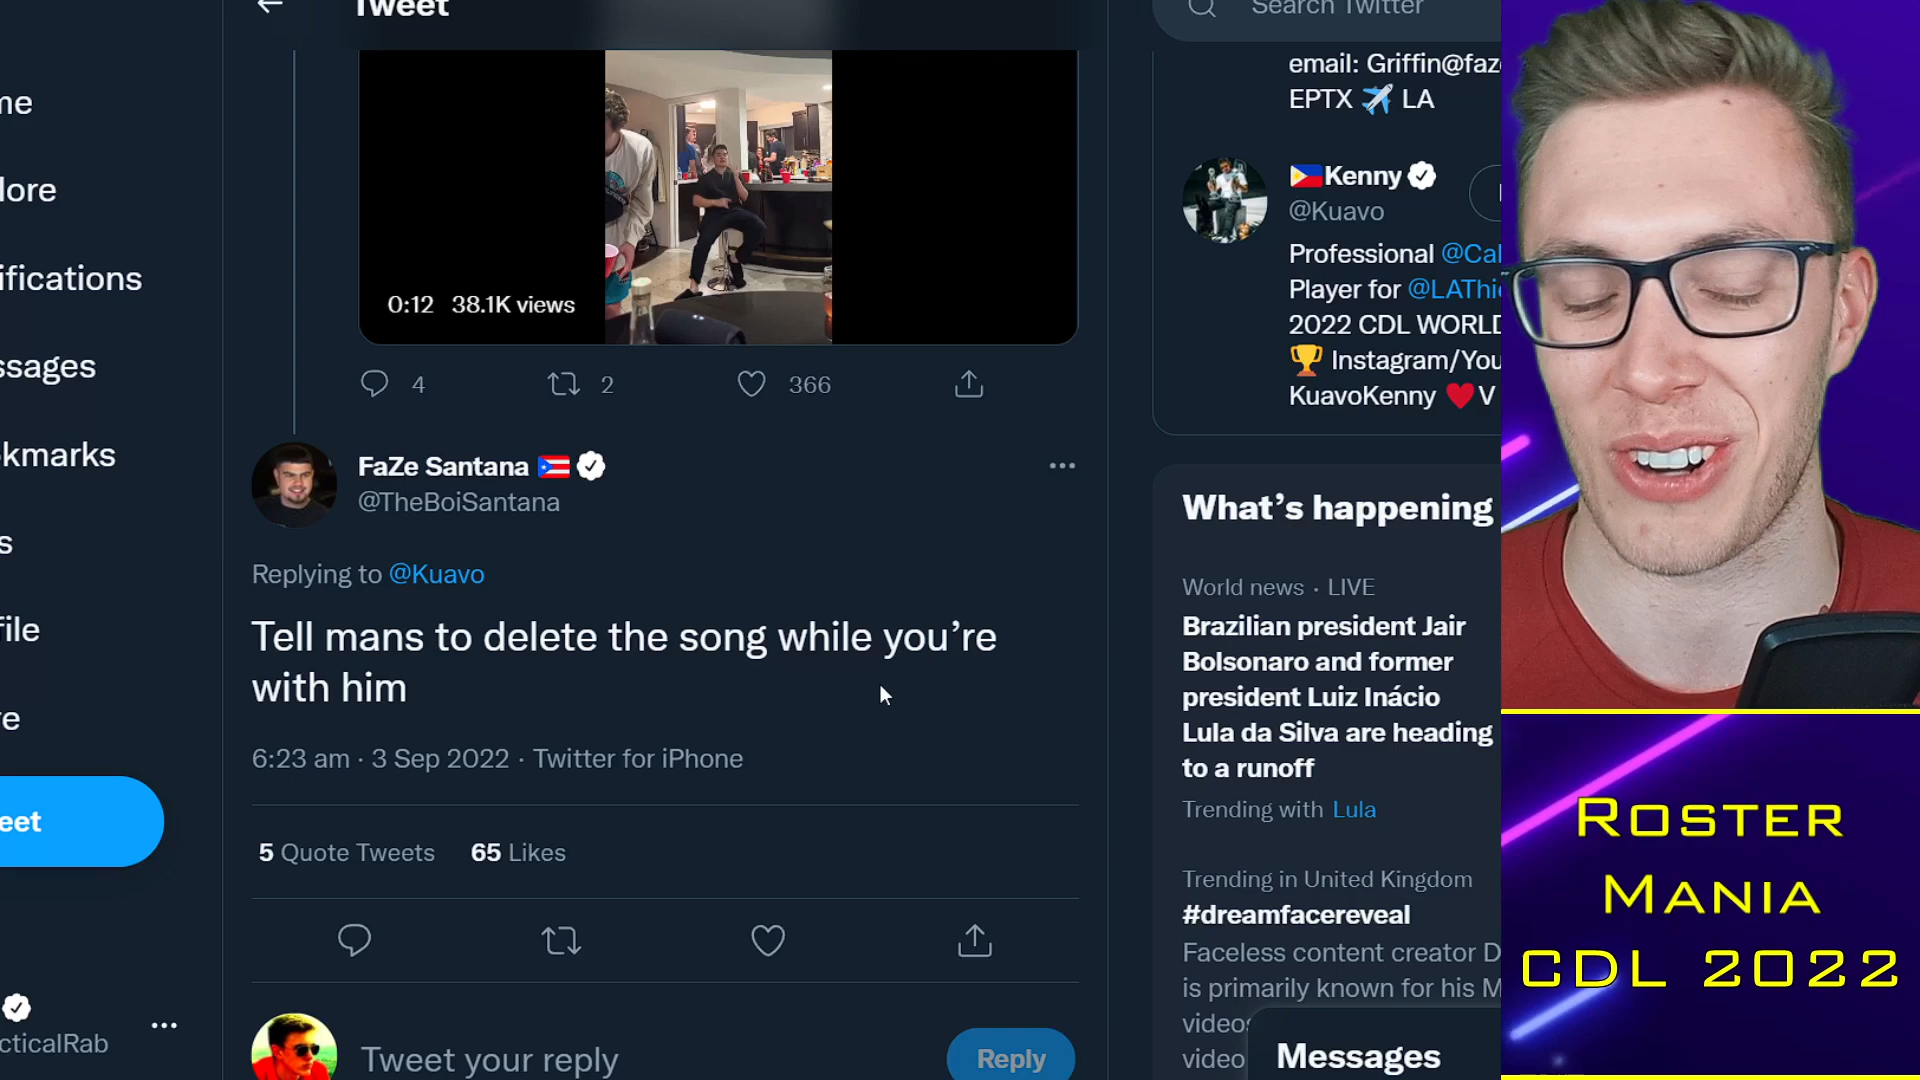 Tweet
Search Twitter
me
lore
ifications
ssages
kmarks
s
file
re
eet
cticalRab
0:12 38.1K views
4 2 366
FaZe Santana
@TheBoiSantana
Replying to @Kuavo
Tell mans to delete the song while you’re
with him
6:23 am · 3 Sep 2022 · Twitter for iPhone
5 Quote Tweets 65 Likes
Tweet your reply
Reply
email: Griffin@faze
EPTX LA
Kenny
@Kuavo
Professional @Cal
Player for @LAThie
2022 CDL WORLD
Instagram/You
KuavoKenny V
What’s happening
World news · LIVE
Brazilian president Jair
Bolsonaro and former
president Luiz Inácio
Lula da Silva are heading
to a runoff
Trending with Lula
Trending in United Kingdom
#dreamfacereveal
Faceless content creator D
is primarily known for his M
videos
video
Messages
Roster
Mania
CDL 2022